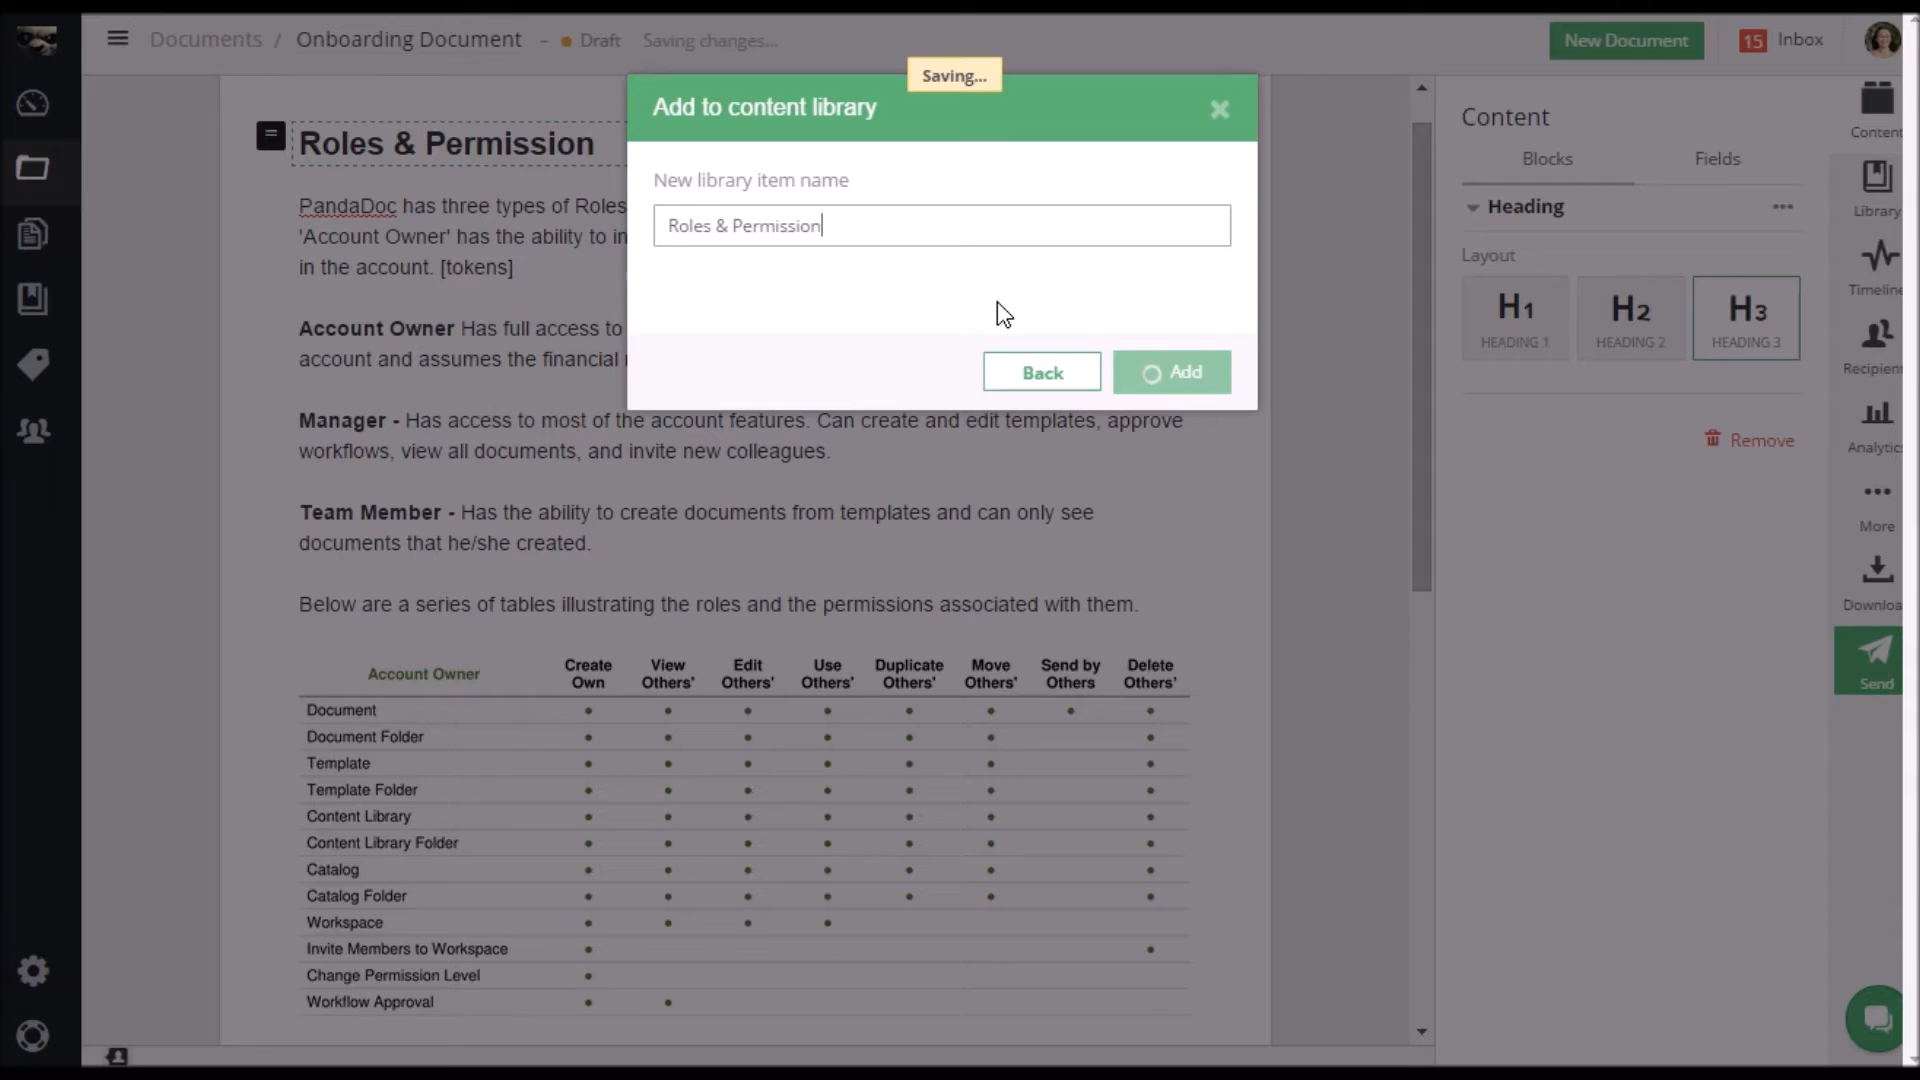 Documents / Onboarding Document - Draft Saving changes...
New Document
15 Inbox
Saving...
Add to content library
New library item name
Roles & Permission
Back
Add
Roles & Permission
PandaDoc has three types of Roles
'Account Owner' has the ability to in
in the account. [tokens]
Account Owner Has full access to
account and assumes the financial
Manager - Has access to most of the account features. Can create and edit templates, approve
workflows, view all documents, and invite new colleagues.
Team Member - Has the ability to create documents from templates and can only see
documents that he/she created.
Below are a series of tables illustrating the roles and the permissions associated with them.
Account Owner Create Own View Others' Edit Others' Use Others' Duplicate Others' Move Others' Send by Others Delete Others'
Document
Document Folder
Template
Template Folder
Content Library
Content Library Folder
Catalog
Catalog Folder
Workspace
Invite Members to Workspace
Change Permission Level
Workflow Approval
Content
Blocks Fields
Heading
Layout
H1 H2 H3
HEADING 1 HEADING 2 HEADING 3
Remove
Content
Library
Timeline
Recipien
Analytics
More
Downloa
Send